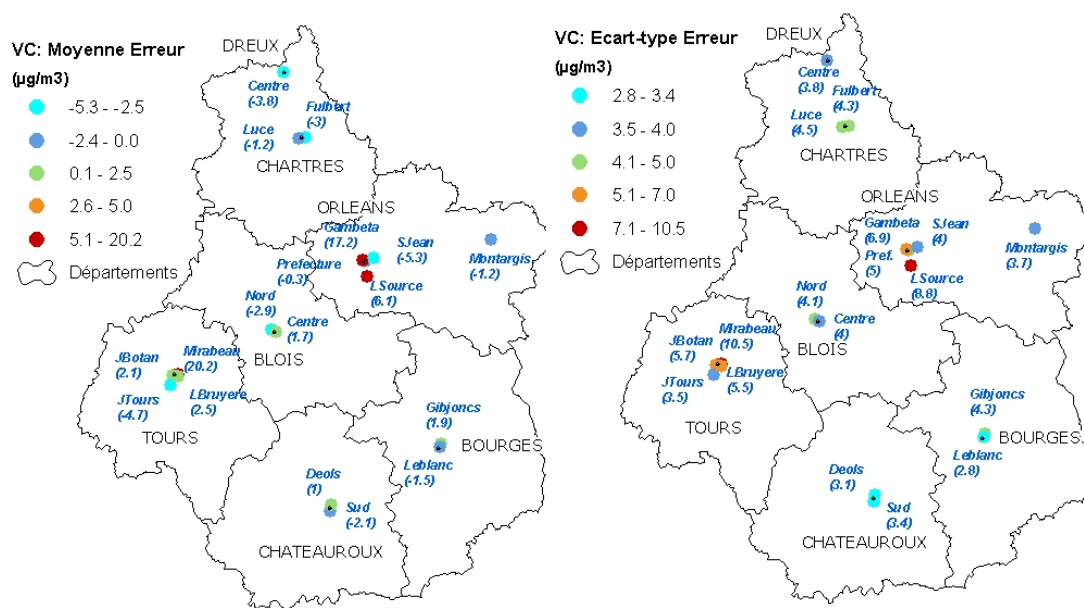 VC: Moyenne Erreur
(µg/m3)
-5.3 - -2.5
-2.4 - 0.0
0.1 - 2.5
2.6 - 5.0
5.1 - 20.2
Départements
DREUX
Centre
(-3.8)
Fulbert
(-3)
Luce
(-1.2)
CHARTRES
ORLEANS
Gambeta
(17.2)
SJean
(-5.3)
Montargis
(-1.2)
Prefecture
(-0.3)
LSource
(6.1)
Nord
(-2.9)
Centre
(1.7)
BLOIS
JBotan
(2.1)
Mirabeau
(20.2)
JTours
(-4.7)
LBruyere
(2.5)
TOURS
Gibjoncs
(1.9)
BOURGES
Leblanc
(-1.5)
Deols
(1)
Sud
(-2.1)
CHATEAUROUX
VC: Ecart-type Erreur
(µg/m3)
2.8 - 3.4
3.5 - 4.0
4.1 - 5.0
5.1 - 7.0
7.1 - 10.5
Départements
DREUX
Centre
(3.8)
Fulbert
(4.3)
Luce
(4.5)
CHARTRES
ORLEANS
Gambeta
(6.9)
SJean
(4)
Montargis
(3.7)
Pref.
(5)
LSource
(8.8)
Nord
(4.1)
Centre
(4)
BLOIS
JBotan
(5.7)
Mirabeau
(10.5)
JTours
(3.5)
LBruyere
(5.5)
TOURS
Gibjoncs
(4.3)
BOURGES
Leblanc
(2.8)
Deols
(3.1)
Sud
(3.4)
CHATEAUROUX